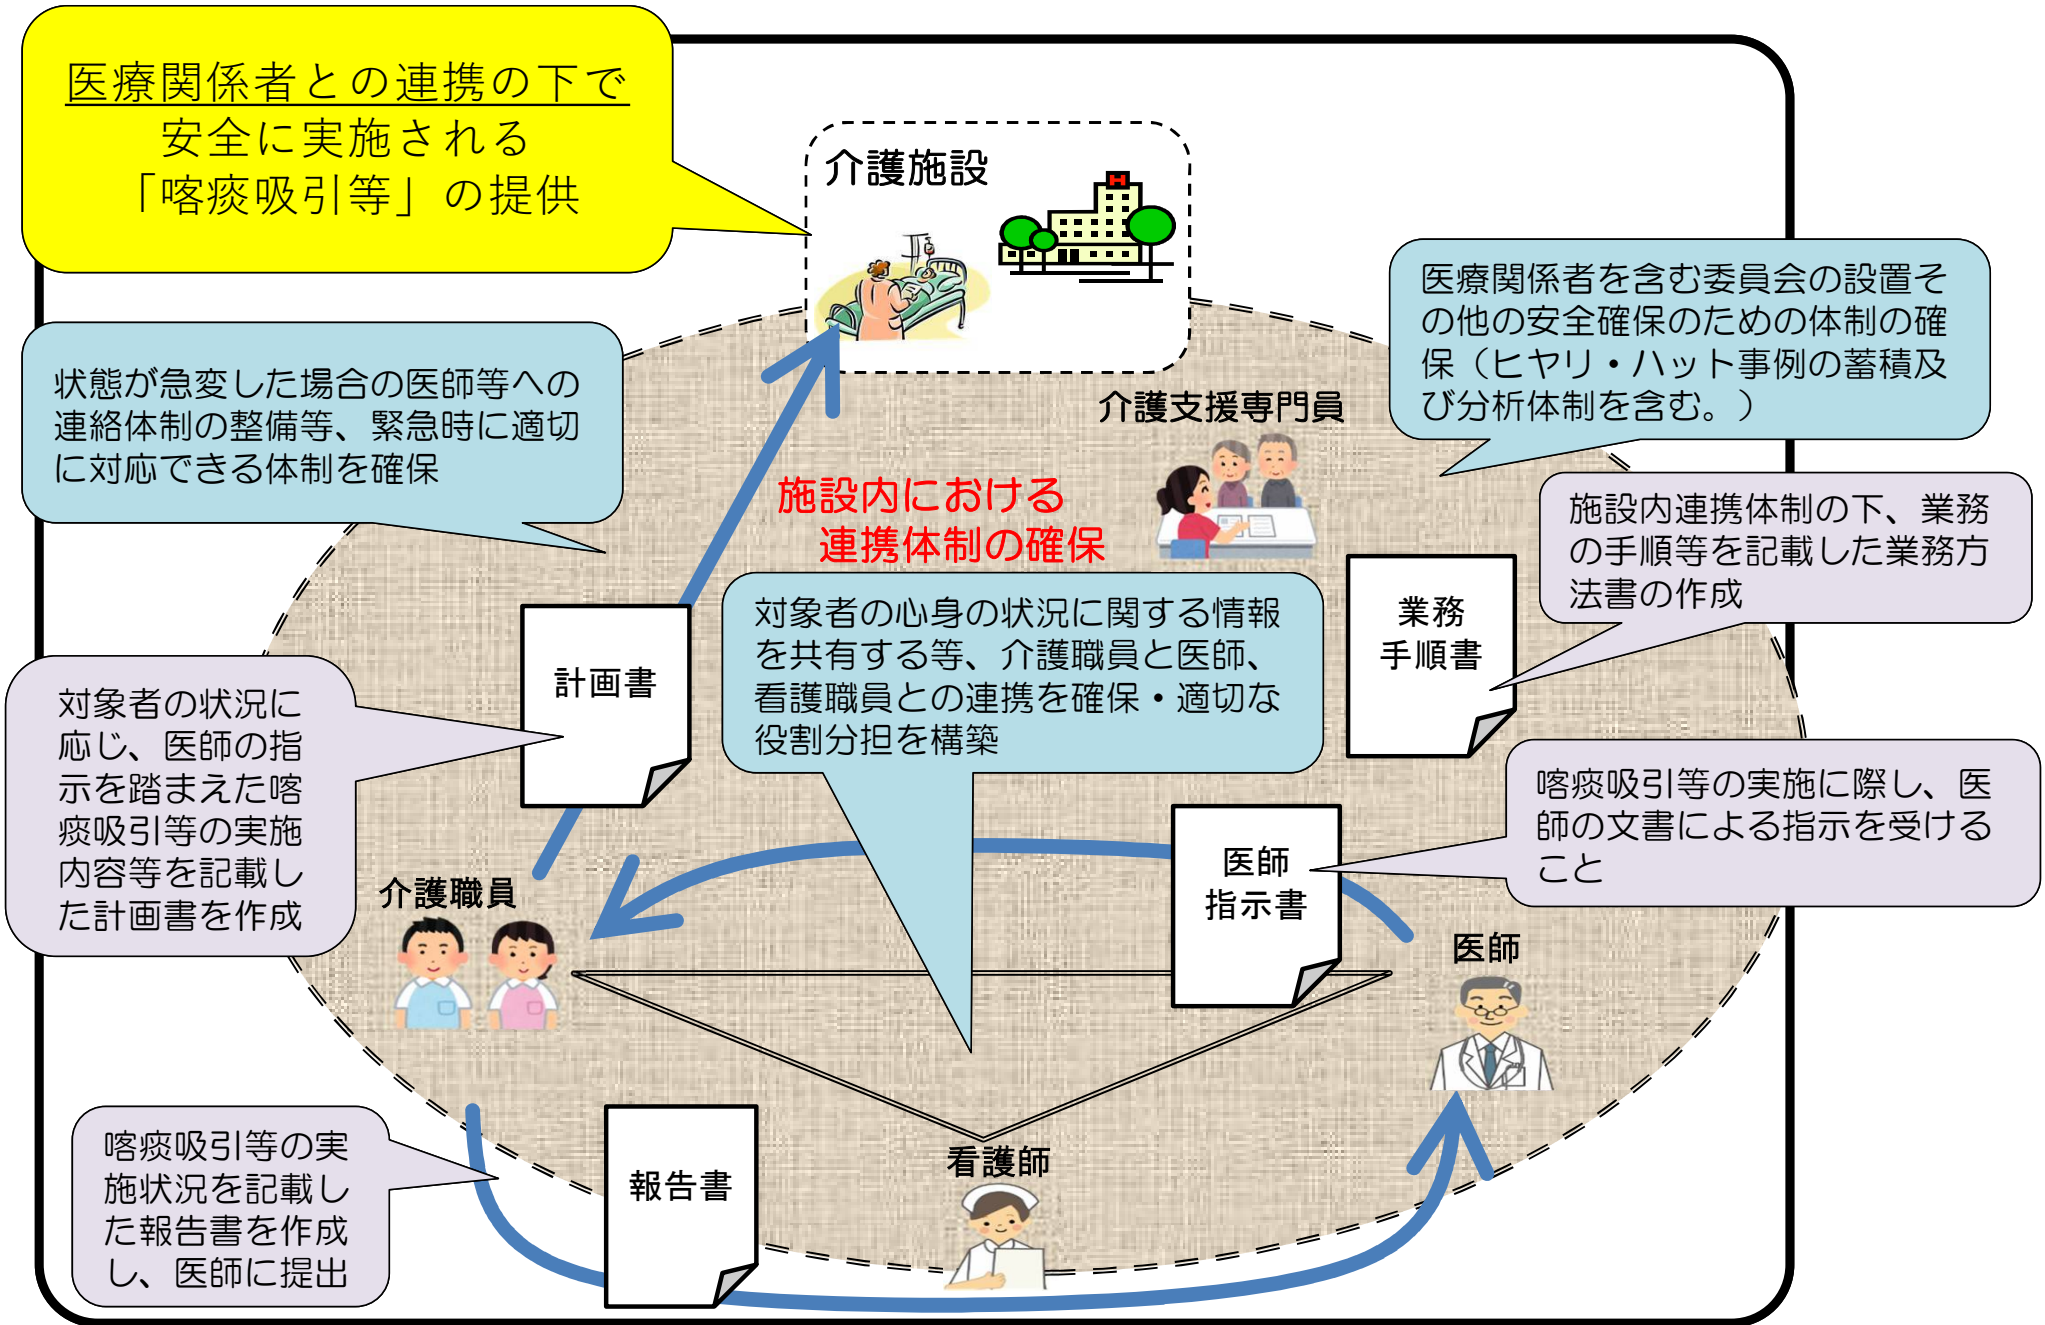 医療関係者との連携の下で
安全に実施される
「喀痰吸引等」の提供
介護施設
医療関係者を含む委員会の設置そ
の他の安全確保のための体制の確
保（ヒヤリ・ハット事例の蓄積及
び分析体制を含む。）
状態が急変した場合の医師等への
連絡体制の整備等、緊急時に適切
に対応できる体制を確保
介護支援専門員
施設内における
連携体制の確保
施設内連携体制の下、業務
の手順等を記載した業務方
法書の作成
業務
手順書
対象者の心身の状況に関する情報
を共有する等、介護職員と医師、
看護職員との連携を確保・適切な
役割分担を構築
計画書
対象者の状況に
応じ、医師の指
示を踏まえた喀
痰吸引等の実施
内容等を記載し
た計画書を作成
喀痰吸引等の実施に際し、医
師の文書による指示を受ける
こと
医師
指示書
介護職員
医師
喀痰吸引等の実
施状況を記載し
た報告書を作成
し、医師に提出
報告書
看護師